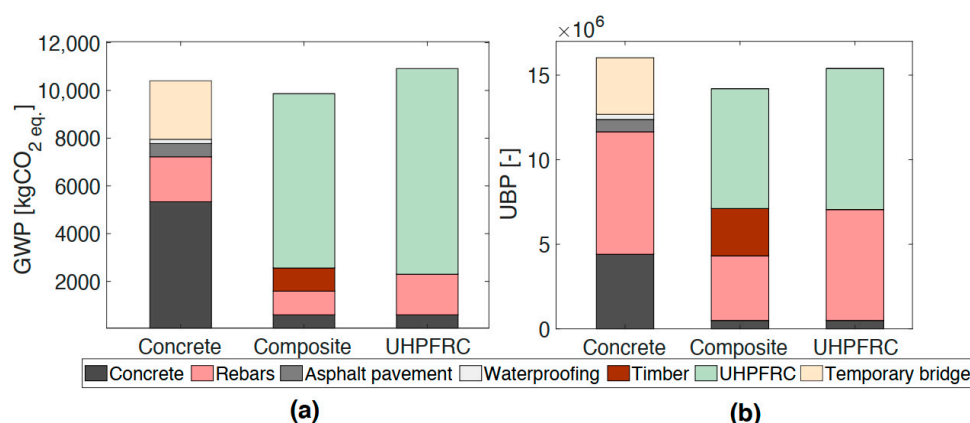 12,000
10,000
8000
6000
4000
2000
GWP [kgCO2 eq.]
Concrete Composite UHPFRC
×10^6
15
10
5
0
UBP [-]
Concrete Composite UHPFRC
Concrete Rebars Asphalt pavement Waterproofing Timber UHPFRC Temporary bridge
(a) (b)